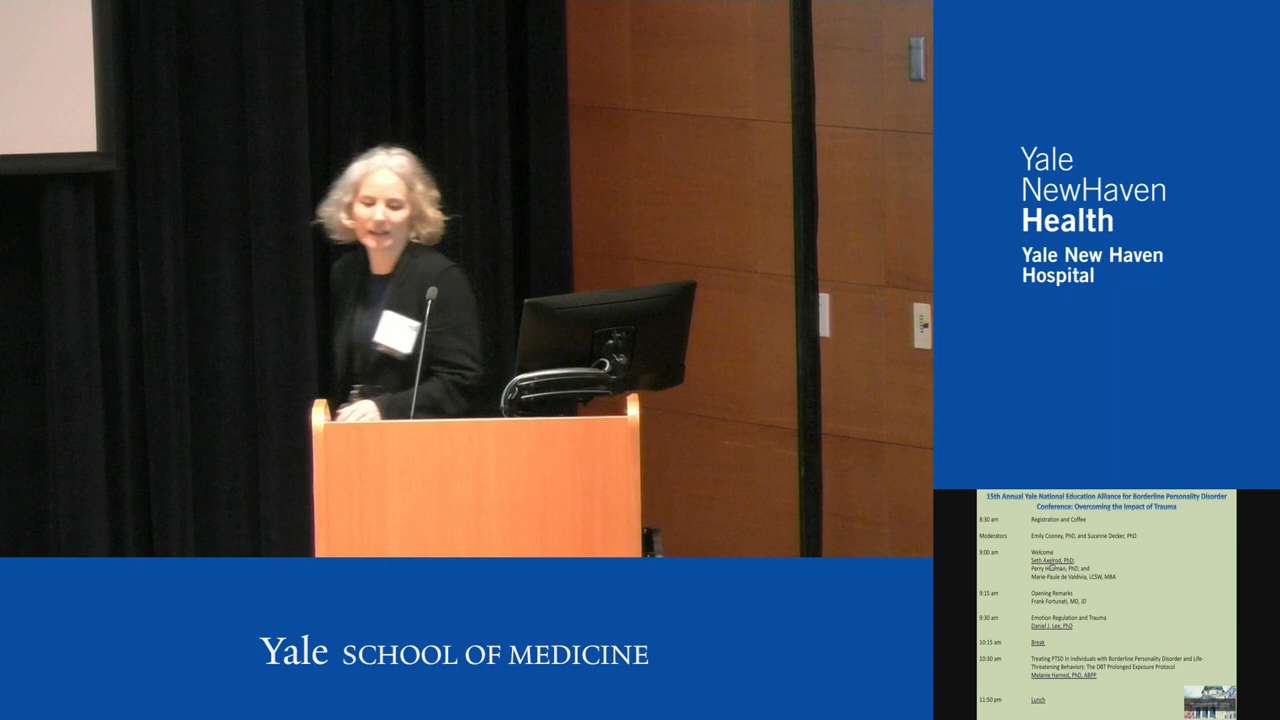 Yale
NewHaven
Health
Yale New Haven
Hospital
Yale SCHOOL OF MEDICINE
15th Annual Yale National Education Alliance for Borderline Personality Disorder
Conference: Overcoming the Impact of Trauma
8:30 am Registration and Coffee
Moderators Emily Cooney, PhD, and Suzanne Decker, PhD
9:00 am Welcome
Seth Axelrod, PhD;
Perry Hoffman, PhD; and
Marie-Paule de Valdivia, LCSW, MBA
9:15 am Opening Remarks
Frank Fortunati, MD, JD
9:30 am Emotion Regulation and Trauma
Daniel J. Lee, PhD
10:15 am Break
10:30 am Treating PTSD in Individuals with Borderline Personality Disorder and Life-
Threatening Behaviors: The DBT Prolonged Exposure Protocol
Melanie Harned, PhD, ABPP
11:50 pm Lunch